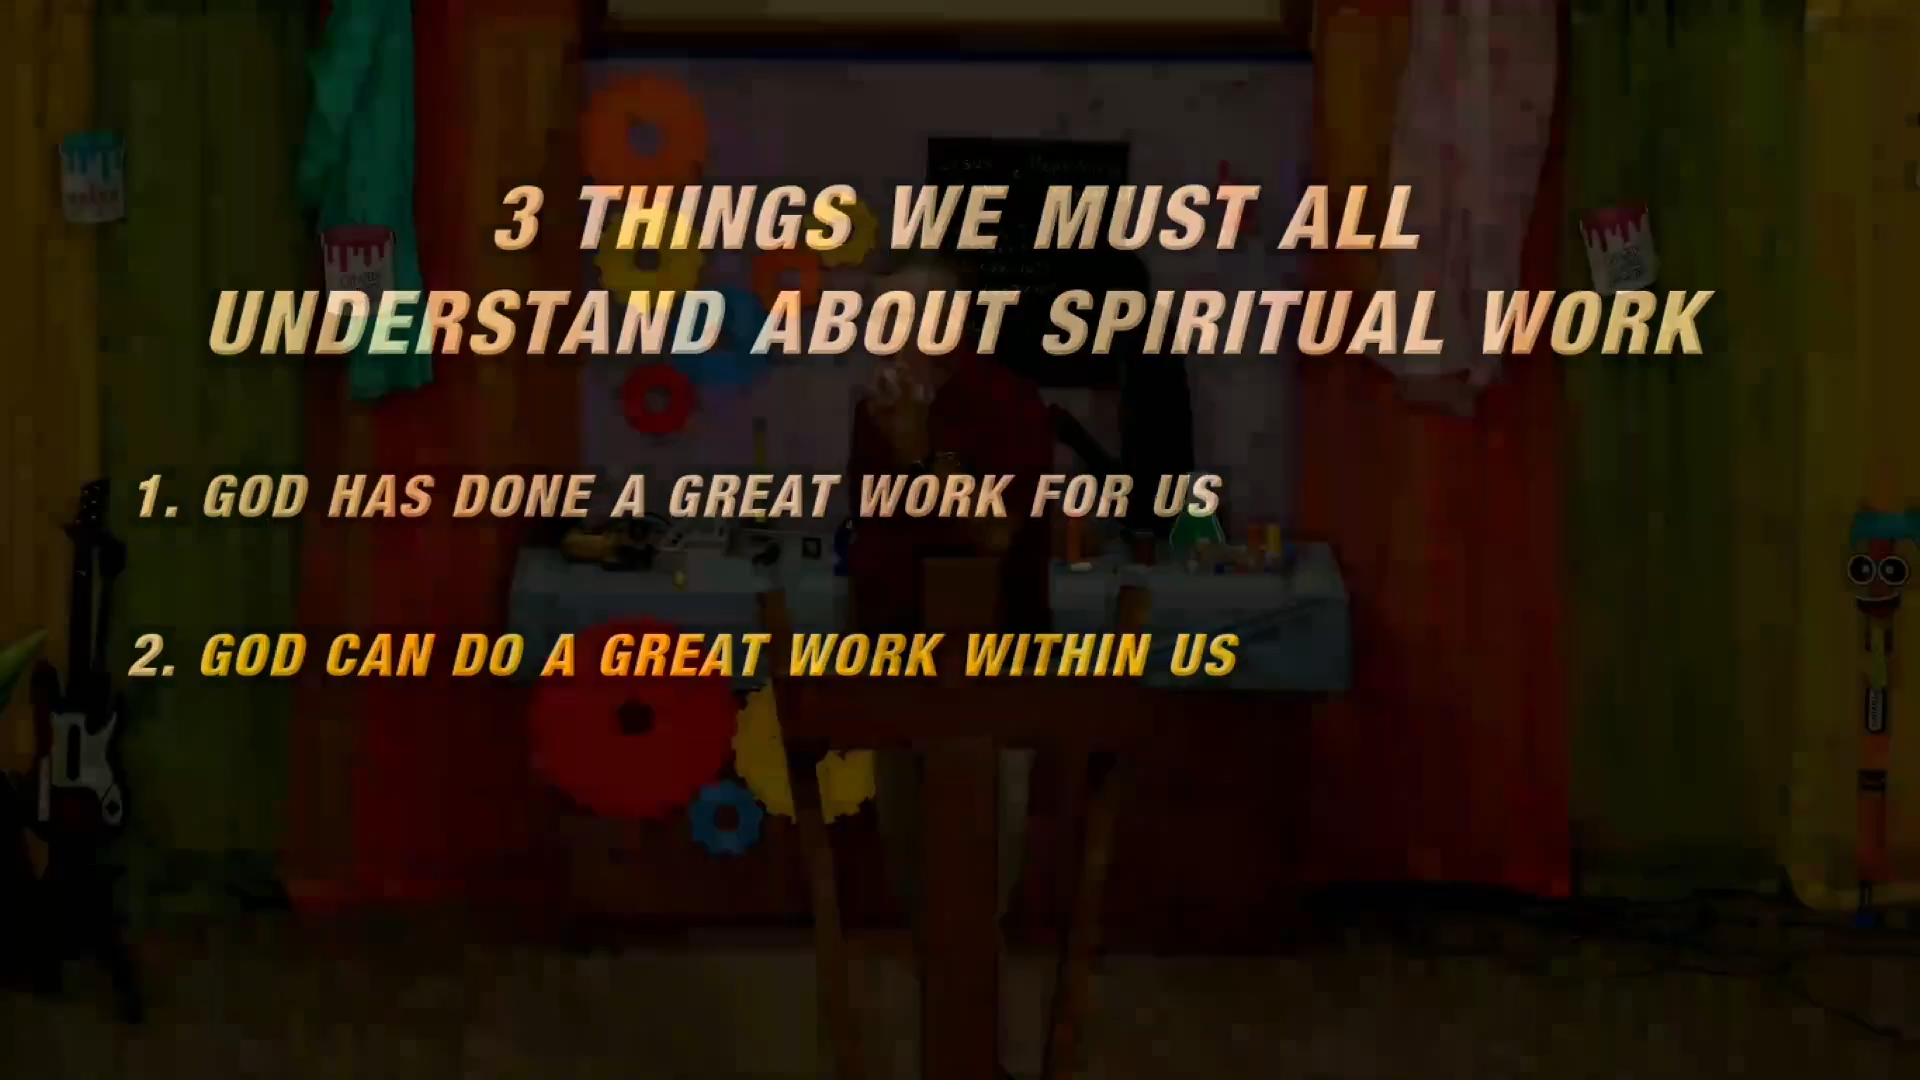 3 THINGS WE MUST ALL
UNDERSTAND ABOUT SPIRITUAL WORK
1. GOD HAS DONE A GREAT WORK FOR US
2. GOD CAN DO A GREAT WORK WITHIN US